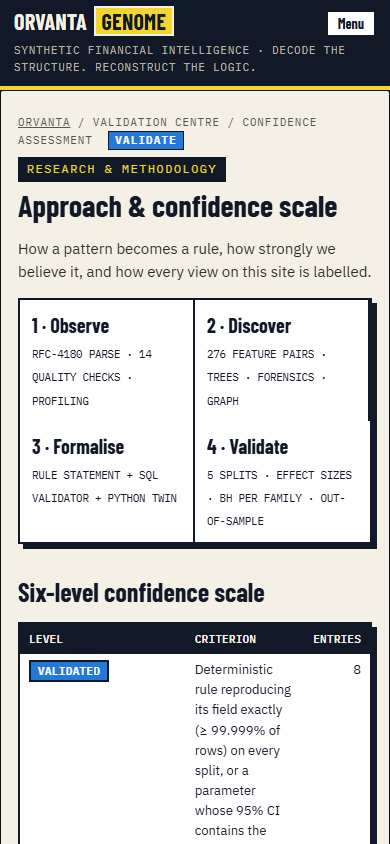 ORVANTA GENOME
Menu
SYNTHETIC FINANCIAL INTELLIGENCE · DECODE THE
STRUCTURE. RECONSTRUCT THE LOGIC.
ORVANTA / VALIDATION CENTRE / CONFIDENCE
ASSESSMENT VALIDATE
RESEARCH & METHODOLOGY
Approach & confidence scale
How a pattern becomes a rule, how strongly we
believe it, and how every view on this site is labelled.
1 · Observe
RFC-4180 PARSE · 14
QUALITY CHECKS ·
PROFILING
2 · Discover
276 FEATURE PAIRS ·
TREES · FORENSICS ·
GRAPH
3 · Formalise
RULE STATEMENT + SQL
VALIDATOR + PYTHON TWIN
4 · Validate
5 SPLITS · EFFECT SIZES
· BH PER FAMILY · OUT-
OF-SAMPLE
Six-level confidence scale
LEVEL CRITERION ENTRIES
VALIDATED
Deterministic
rule reproducing
its field exactly
(≥ 99.999% of
rows) on every
split, or a
parameter
whose 95% CI
contains the
8